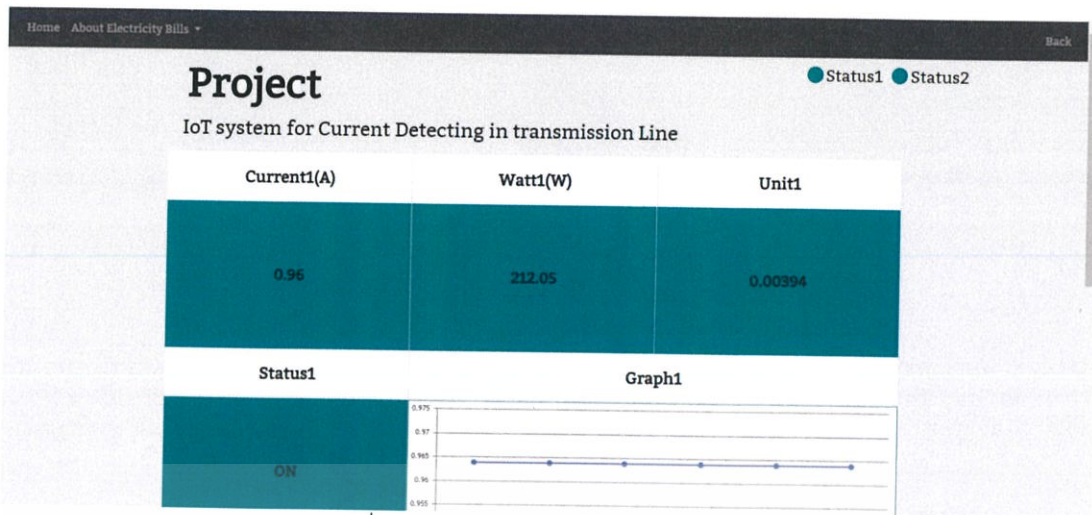 Home About Electricity Bills
Back
Project
Status1 Status2
IoT system for Current Detecting in transmission Line
Current1(A) Watt1(W) Unit1
0.96 212.05 0.00394
Status1 Graph1
ON
0.975
0.97
0.965
0.96
0.955